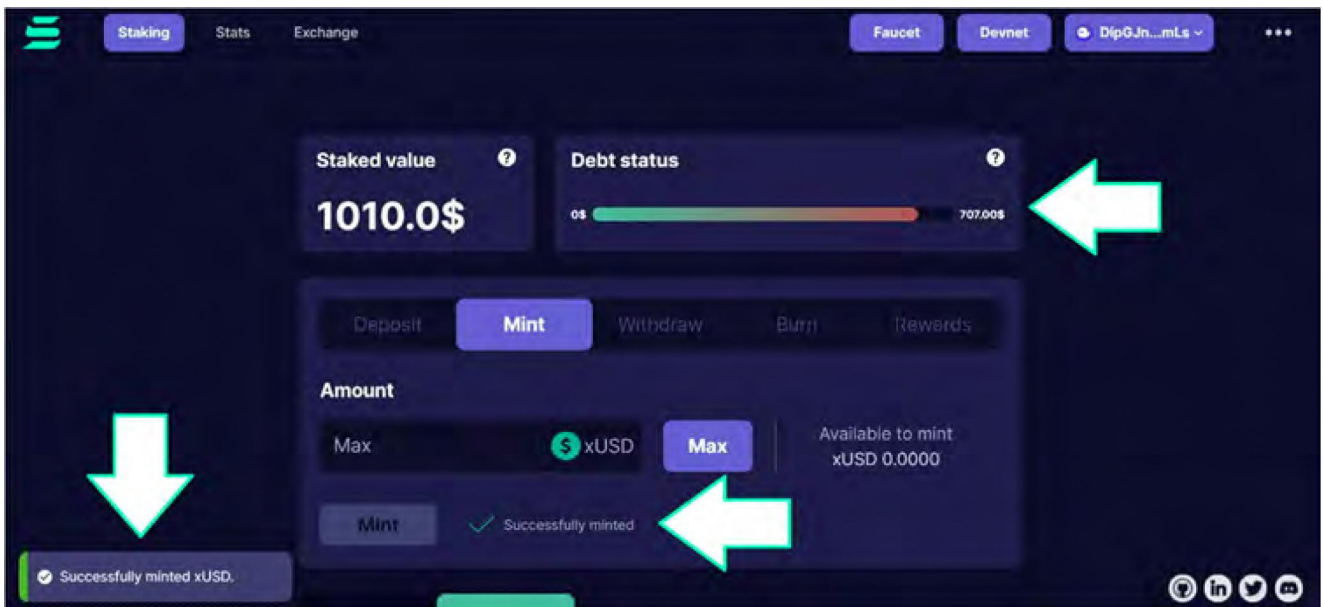 Staking Stats Exchange Faucet Devnet DipGJn...mLs
Staked value Debt status
1010.0$ 0$ 707.00$
Deposit Mint Withdraw Burn Rewards
Amount
Max $ xUSD Max Available to mint
xUSD 0.0000
Mint Successfully minted
Successfully minted xUSD.